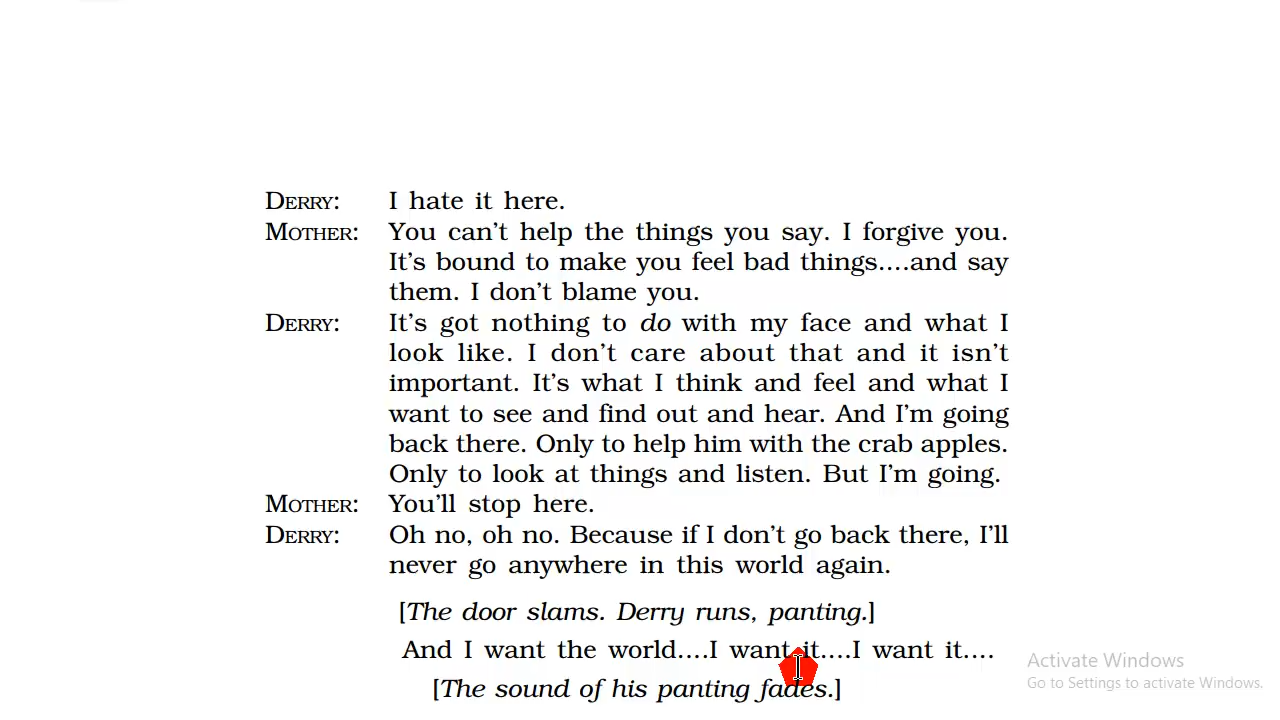 DERRY: I hate it here.
MOTHER: You can't help the things you say. I forgive you.
It's bound to make you feel bad things....and say
them. I don't blame you.
DERRY: It's got nothing to do with my face and what I
look like. I don't care about that and it isn't
important. It's what I think and feel and what I
want to see and find out and hear. And I'm going
back there. Only to help him with the crab apples.
Only to look at things and listen. But I'm going.
MOTHER: You'll stop here.
DERRY: Oh no, oh no. Because if I don't go back there, I'll
never go anywhere in this world again.
[The door slams. Derry runs, panting.]
And I want the world....I want it....I want it....
[The sound of his panting fades.]
Activate Windows
Go to Settings to activate Windows.